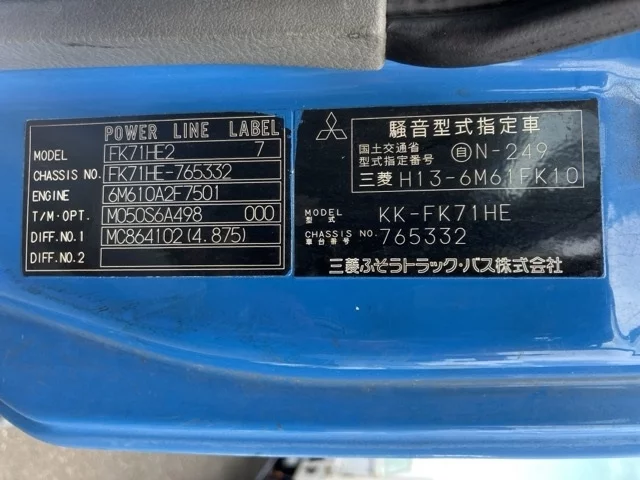 POWER LINE LABEL
MODEL FK71HE2 7
CHASSIS NO. FK71HE-765332
ENGINE 6M610A2F7501
T/M・OPT. M050S6A498 000
DIFF.NO.1 MC864102(4.875)
DIFF.NO.2
騒音型式指定車
国土交通省
型式指定番号 自N-249
三菱 H13-6M61FK10
MODEL
型式 KK-FK71HE
CHASSIS NO.
車台番号 765332
三菱ふそうトラック・バス株式会社